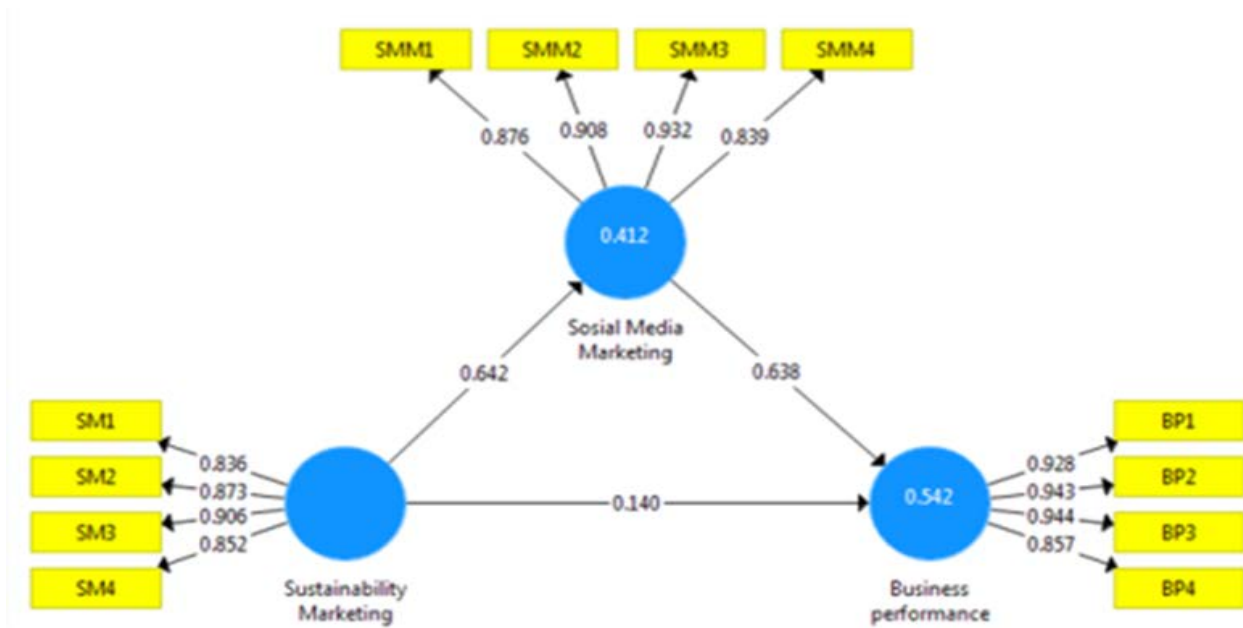 SMM1 SMM2 SMM3 SMM4
0.876 0.908 0.932 0.839
0.412
Sosial Media
Marketing
0.642 0.638
SM1
SM2
SM3
SM4
0.836
0.873
0.906
0.852
Sustainability
Marketing
0.140
0.542
Business
performance
0.928
0.943
0.944
0.857
BP1
BP2
BP3
BP4